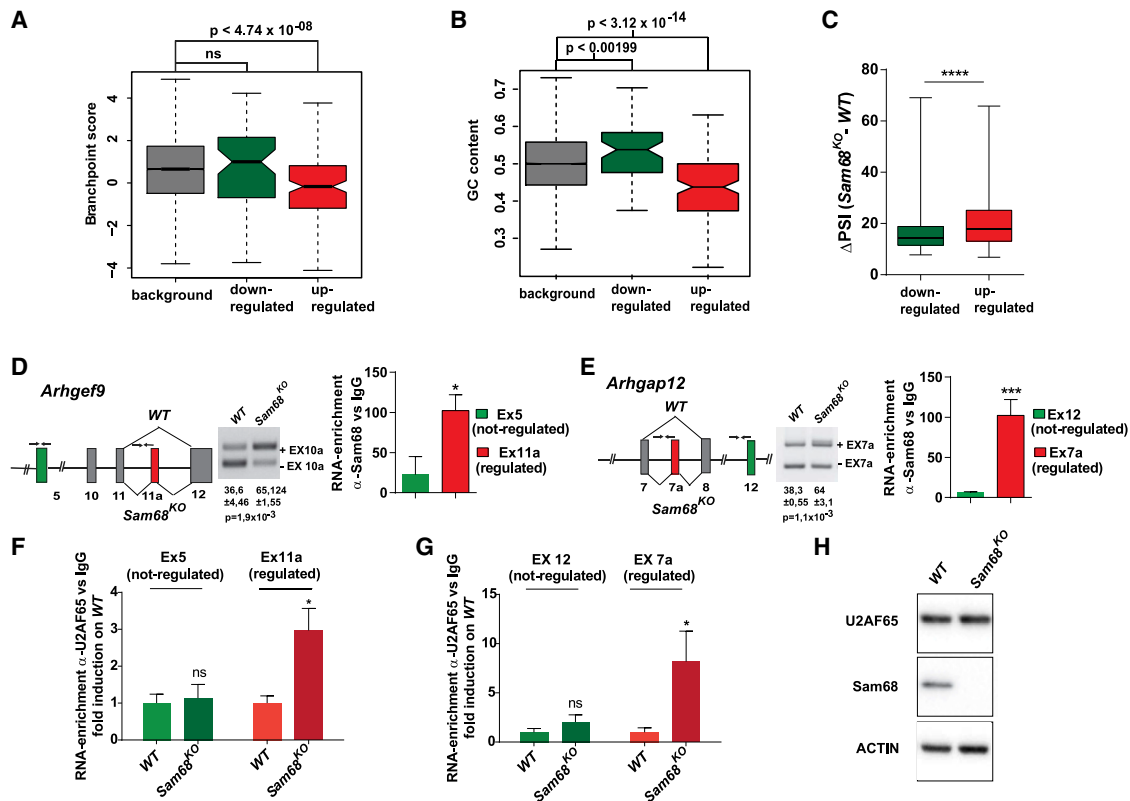 A
p < 4.74 x 10-08
ns
Branchpoint score
4
2
0
−2
−4
background
down-
regulated
up-
regulated
B
p < 3.12 x 10-14
p < 0.00199
GC content
0.7
0.6
0.5
0.4
0.3
background
down-
regulated
up-
regulated
C
****
ΔPSI (Sam68KO- WT)
80
60
40
20
0
down-
regulated
up-
regulated
D
Arhgef9
WT
5 10 11 11a 12
Sam68KO
WT Sam68KO
+ EX10a
- EX 10a
36,6 65,124
±4,46 ±1,55
p=1,9x10-3
RNA-enrichment
α-Sam68 vs IgG
150
100
50
0
*
Ex5
(not-regulated)
Ex11a
(regulated)
E
Arhgap12
WT
7 7a 8 12
Sam68KO
WT Sam68KO
+EX7a
-EX7a
38,3 64
±0,55 ±3,1
p=1,1x10-3
RNA-enrichment
α-Sam68 vs IgG
150
100
50
0
***
Ex12
(not-regulated)
Ex7a
(regulated)
F
RNA-enrichment α-U2AF65 vs IgG
fold induction on WT
4
3
2
1
0
Ex5
(not-regulated)
Ex11a
(regulated)
ns
*
WT Sam68KO WT Sam68KO
G
RNA-enrichment α-U2AF65 vs IgG
fold induction on WT
15
10
5
0
EX 12
(not-regulated)
EX 7a
(regulated)
ns
*
WT Sam68KO WT Sam68KO
H
WT Sam68KO
U2AF65
Sam68
ACTIN